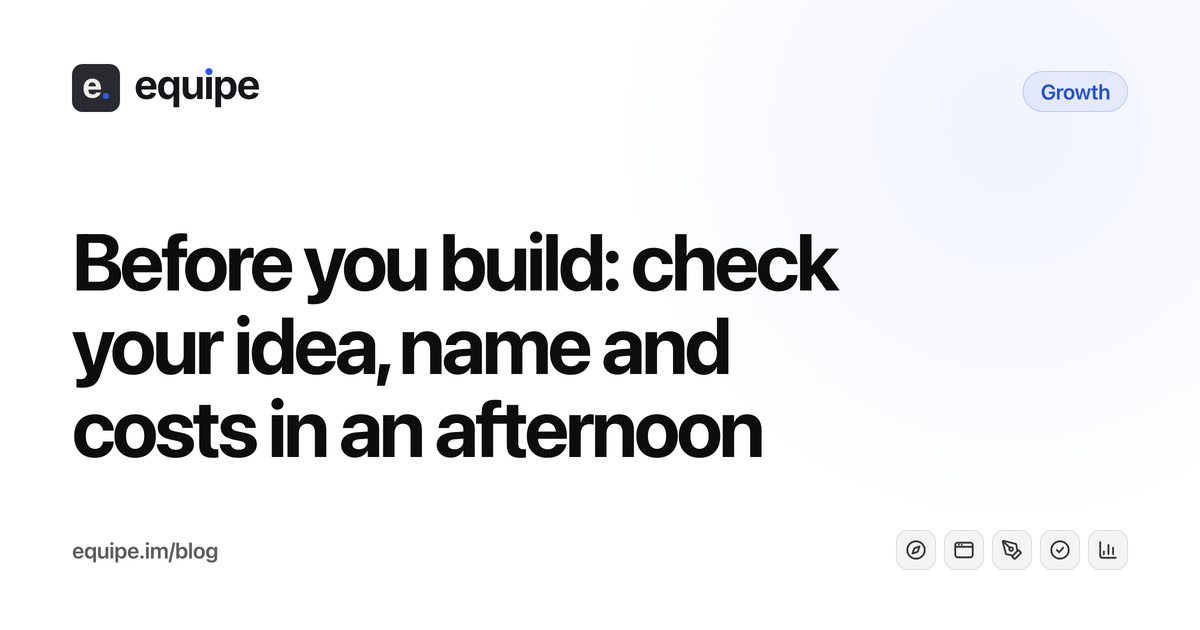 e. equipe
Growth
Before you build: check
your idea, name and
costs in an afternoon
equipe.im/blog